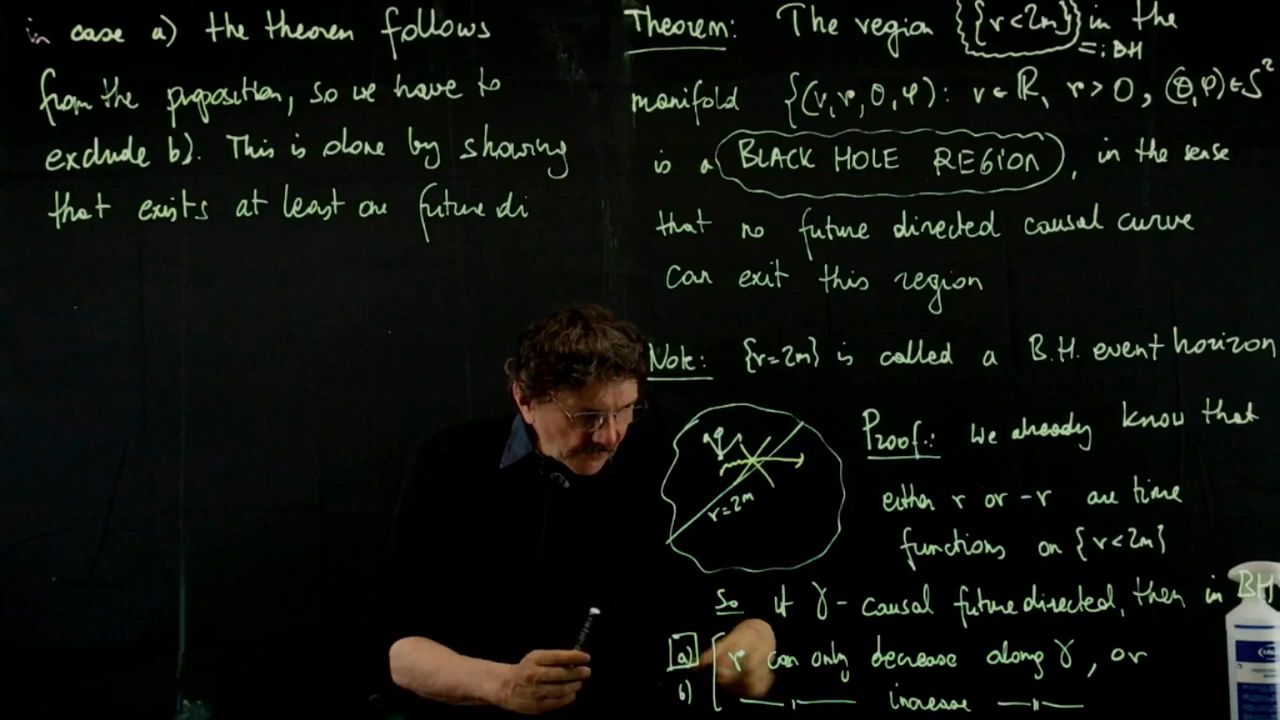 in case a) the theorem follows
from the proposition, so we have to
exclude b). This is done by showing
that exists at least one future di
Theorem: The region {r<2m} in the
=: BH
manifold {(v,r,θ,φ): v∈ℝ, r>0, (θ,φ)∈S²
is a BLACK HOLE REGION, in the sense
that no future directed causal curve
can exit this region
Note: {r=2m} is called a B.H. event horizon
r=2m
Proof: We already know that
either r or -r are time
functions on {r<2m}
So if γ - causal future directed, then in BH
a) r can only decrease along γ, or
b) —ı— increase —ıı—